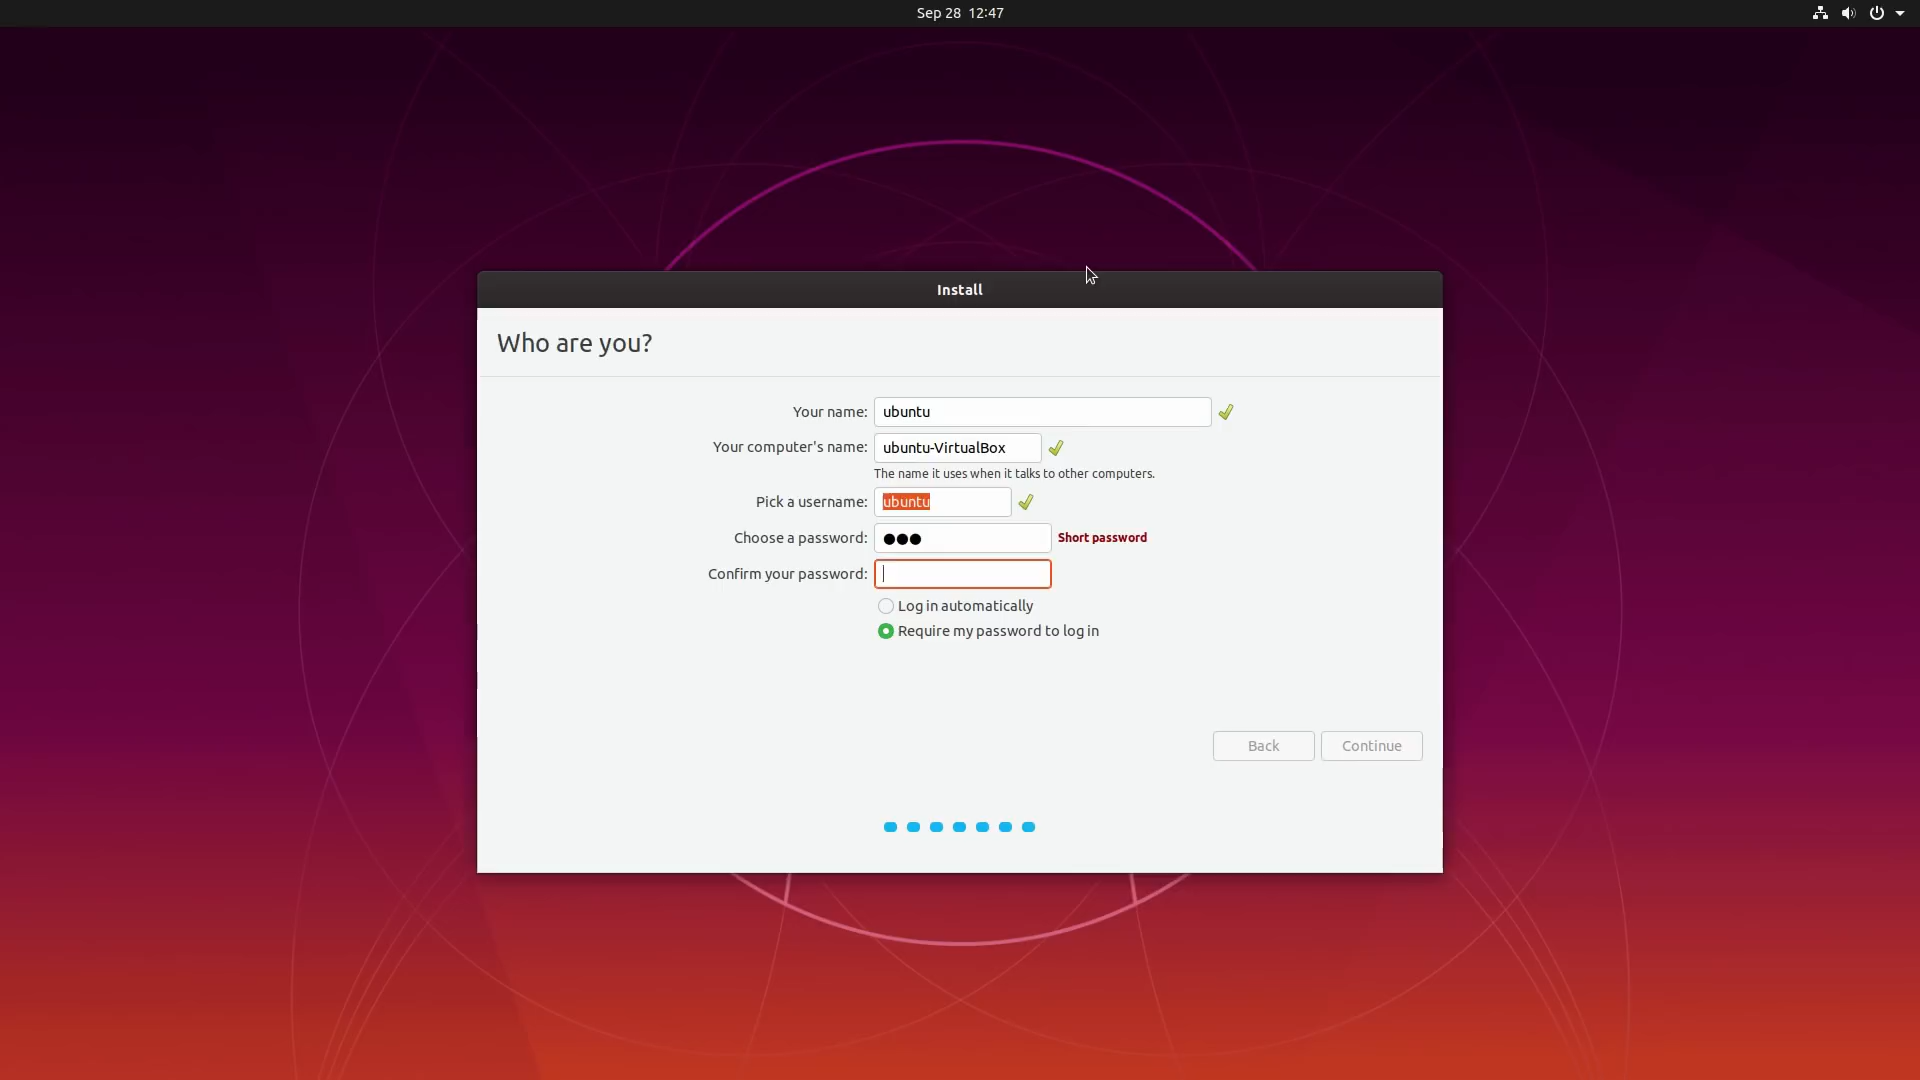 Sep 28 12:47
Install
Who are you?
Your name: ubuntu
Your computer's name: ubuntu-VirtualBox
The name it uses when it talks to other computers.
Pick a username: ubuntu
Choose a password: ●●● Short password
Confirm your password:
Log in automatically
Require my password to log in
Back Continue